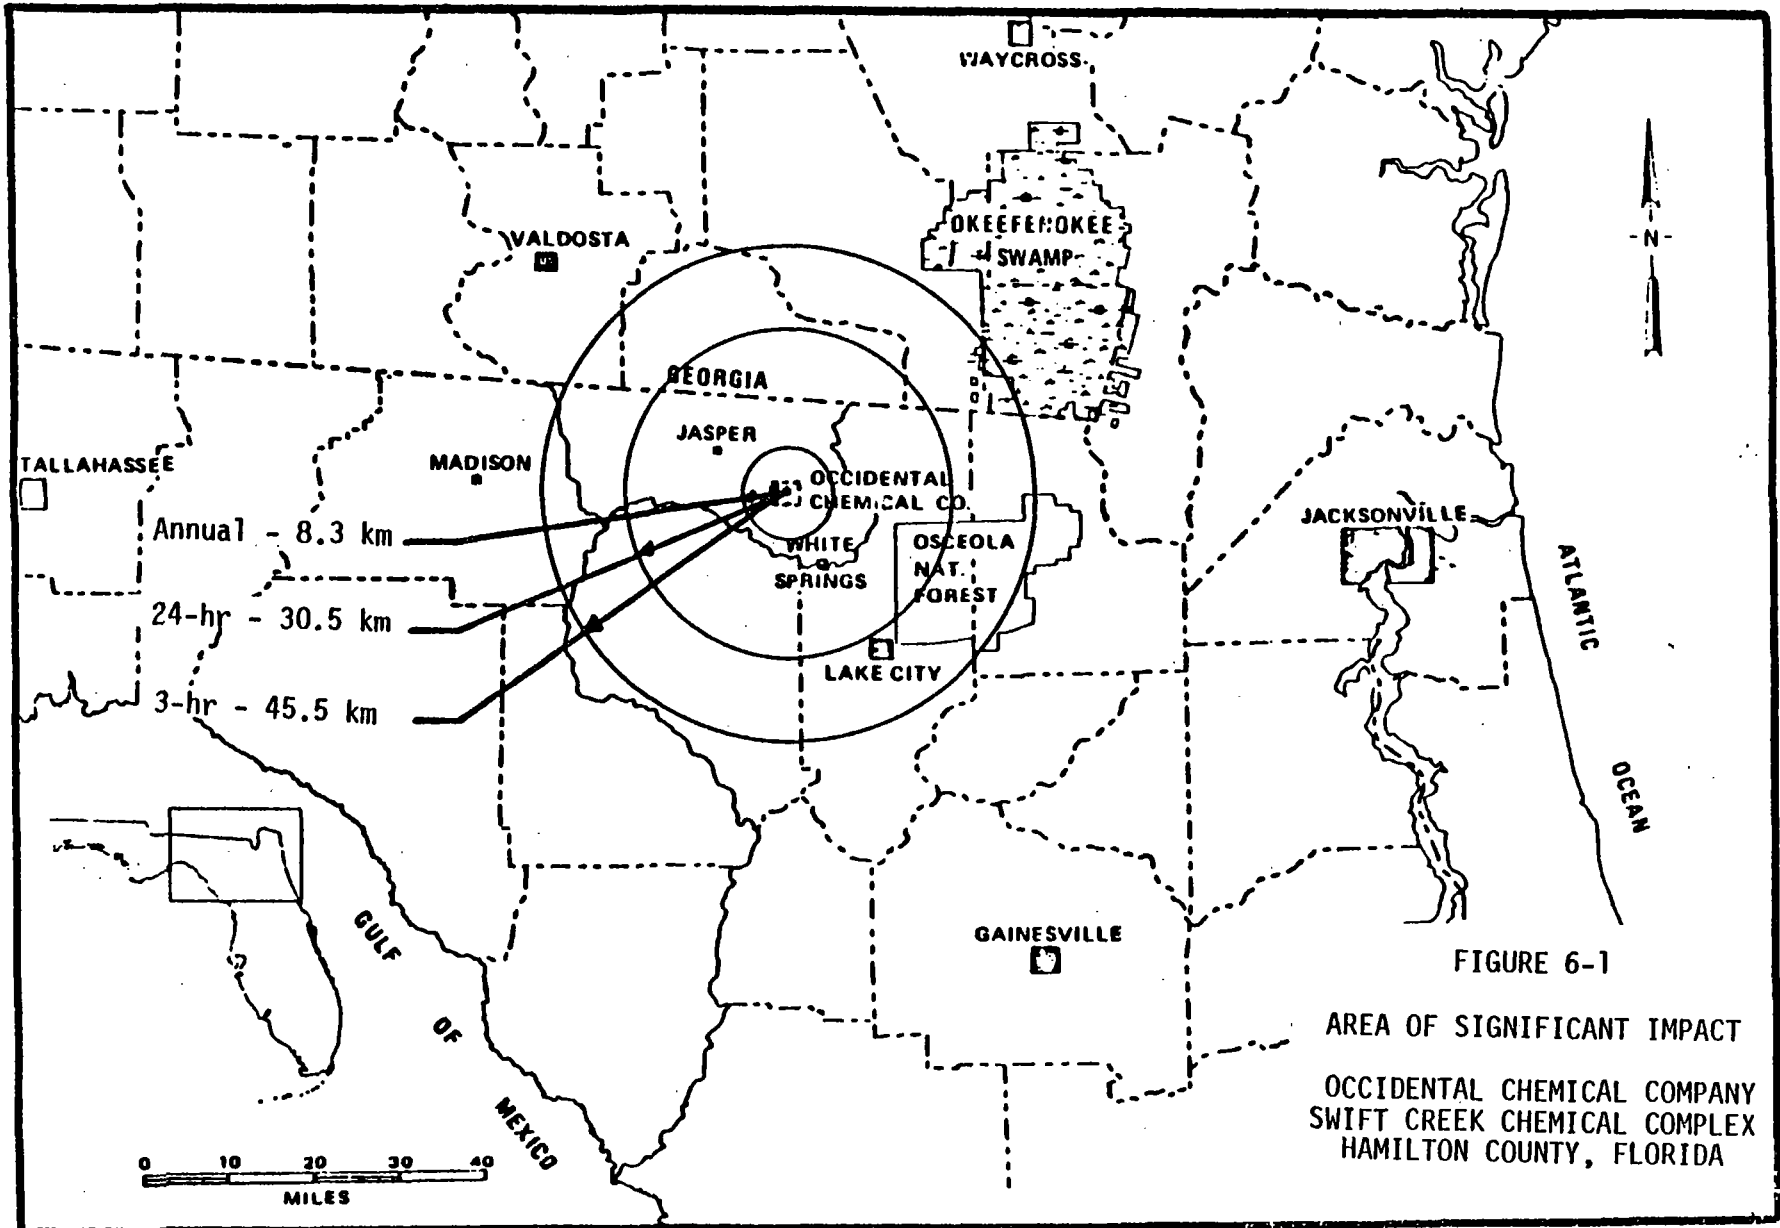 WAYCROSS
OKEEFENOKEE
SWAMP
VALDOSTA
-N-
GEORGIA
JASPER
TALLAHASSEE
MADISON
OCCIDENTAL
CHEMICAL CO.
Annual - 8.3 km
JACKSONVILLE
WHITE
SPRINGS
OSCEOLA
NAT.
FOREST
ATLANTIC
OCEAN
24-hr - 30.5 km
LAKE CITY
3-hr - 45.5 km
GULF
OF
MEXICO
GAINESVILLE
FIGURE 6-1
AREA OF SIGNIFICANT IMPACT
OCCIDENTAL CHEMICAL COMPANY
SWIFT CREEK CHEMICAL COMPLEX
HAMILTON COUNTY, FLORIDA
0 10 20 30 40
MILES